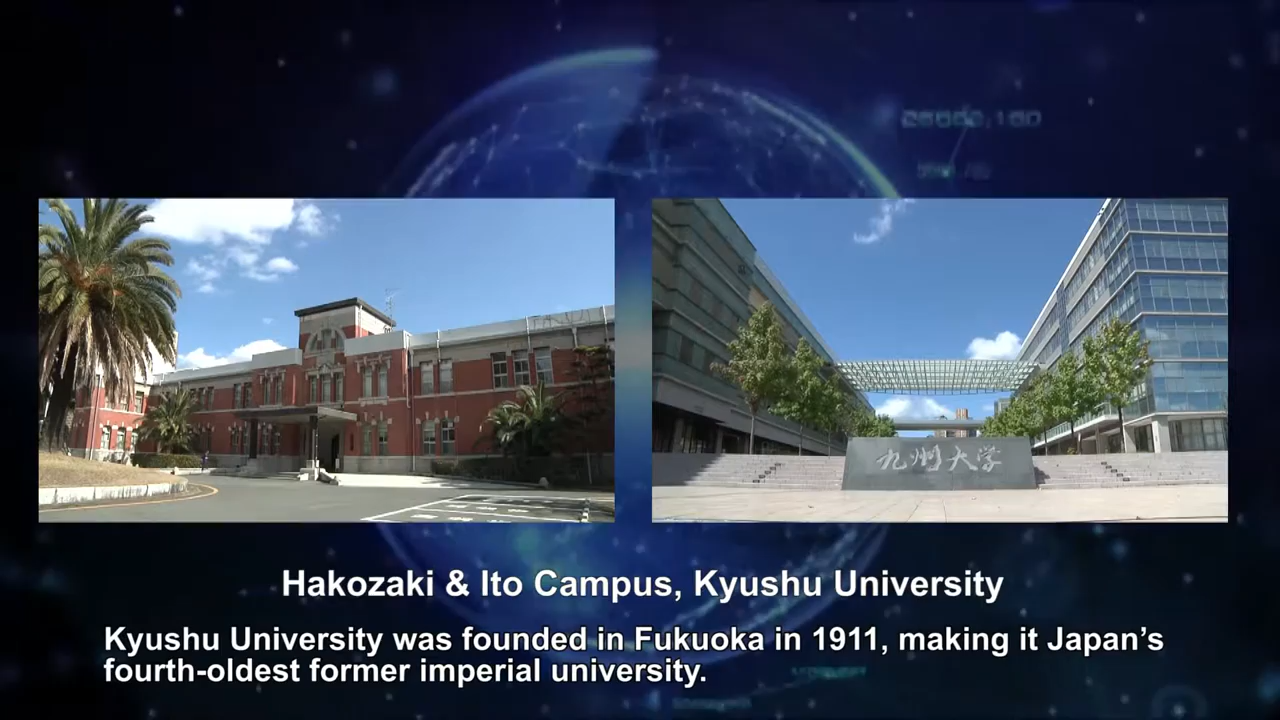 九州大学
Hakozaki & Ito Campus, Kyushu University
Kyushu University was founded in Fukuoka in 1911, making it Japan’s
fourth-oldest former imperial university.